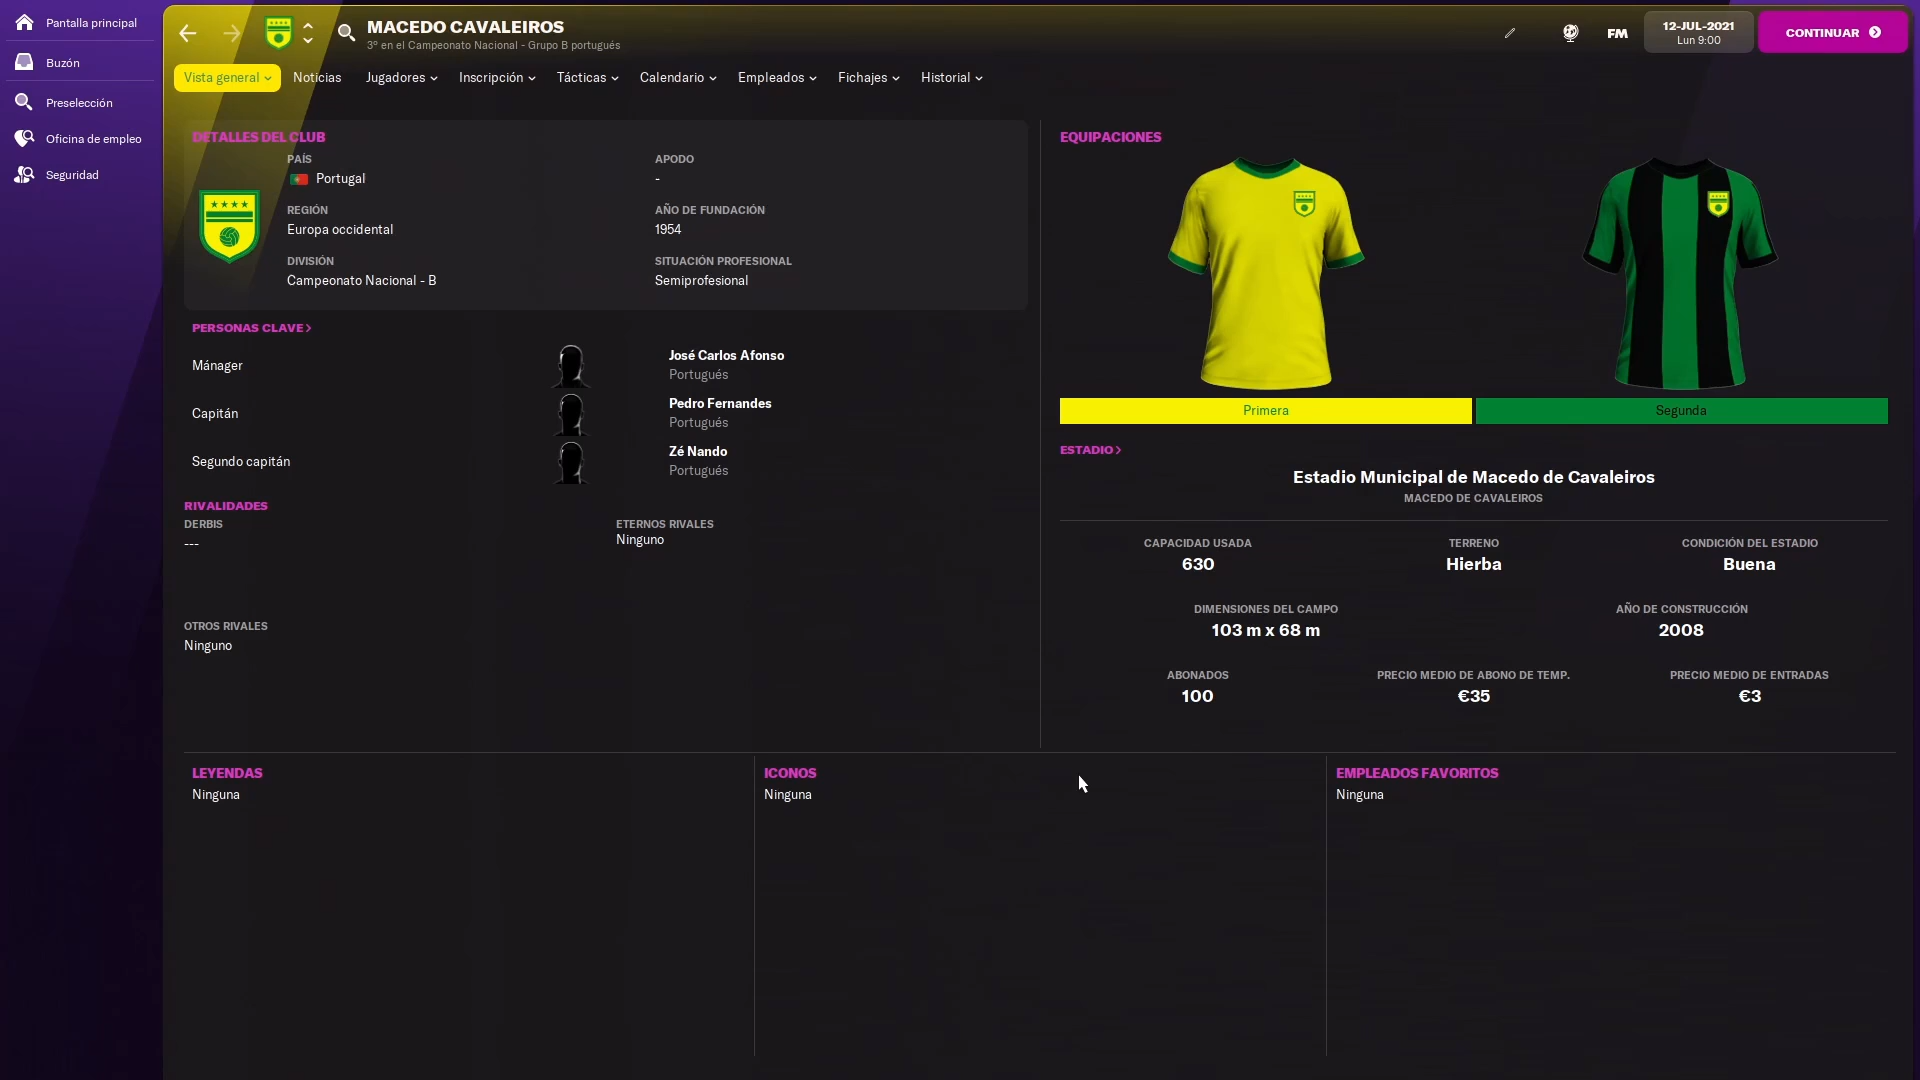 Pantalla principal
Buzón
Preselección
Oficina de empleo
Seguridad
MACEDO CAVALEIROS
3º en el Campeonato Nacional - Grupo B portugués
FM
12-JUL-2021
Lun 9:00
CONTINUAR
Vista general
Noticias
Jugadores
Inscripción
Tácticas
Calendario
Empleados
Fichajes
Historial
DETALLES DEL CLUB
PAÍS
Portugal
APODO
-
REGIÓN
Europa occidental
AÑO DE FUNDACIÓN
1954
DIVISIÓN
Campeonato Nacional - B
SITUACIÓN PROFESIONAL
Semiprofesional
PERSONAS CLAVE
Mánager
José Carlos Afonso
Portugués
Capitán
Pedro Fernandes
Portugués
Segundo capitán
Zé Nando
Portugués
RIVALIDADES
DERBIS
---
ETERNOS RIVALES
Ninguno
OTROS RIVALES
Ninguno
EQUIPACIONES
Primera
Segunda
ESTADIO
Estadio Municipal de Macedo de Cavaleiros
MACEDO DE CAVALEIROS
CAPACIDAD USADA
630
TERRENO
Hierba
CONDICIÓN DEL ESTADIO
Buena
DIMENSIONES DEL CAMPO
103 m x 68 m
AÑO DE CONSTRUCCIÓN
2008
ABONADOS
100
PRECIO MEDIO DE ABONO DE TEMP.
€35
PRECIO MEDIO DE ENTRADAS
€3
LEYENDAS
Ninguna
ICONOS
Ninguna
EMPLEADOS FAVORITOS
Ninguna